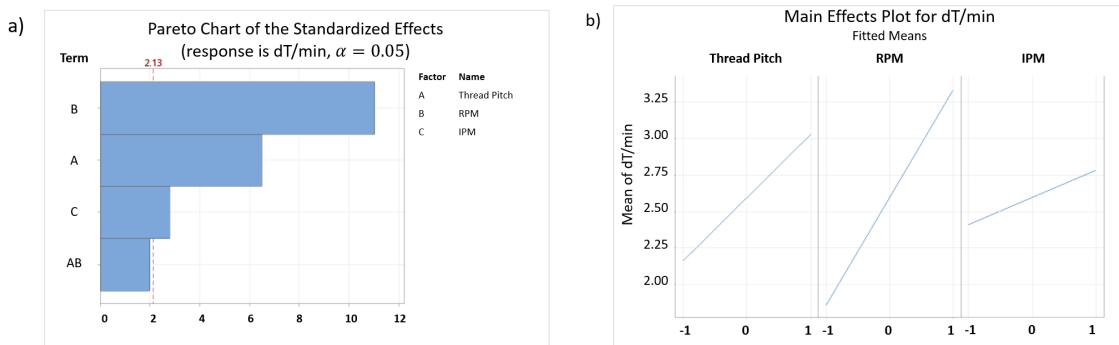 a)
Pareto Chart of the Standardized Effects
(response is dT/min, α = 0.05)
Term
2.13
B
A
C
AB
0 2 4 6 8 10 12
Factor Name
A Thread Pitch
B RPM
C IPM
b)
Main Effects Plot for dT/min
Fitted Means
Thread Pitch RPM IPM
Mean of dT/min
3.25
3.00
2.75
2.50
2.25
2.00
-1 0 1 -1 0 1 -1 0 1